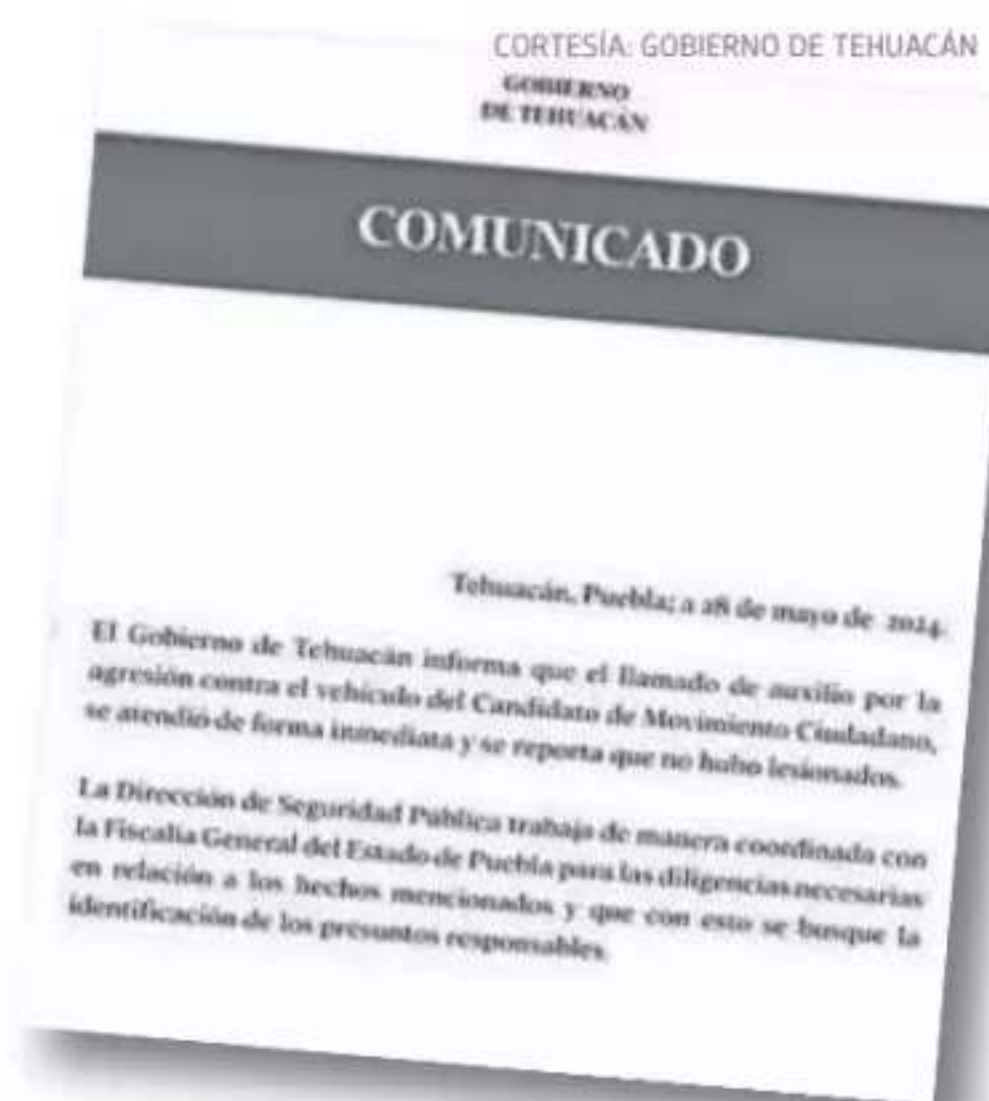 CORTESÍA: GOBIERNO DE TEHUACÁN
GOBIERNO
DE TEHUACÁN
COMUNICADO
Tehuacán, Puebla; a 28 de mayo de 2024.
El Gobierno de Tehuacán informa que el llamado de auxilio por la
agresión contra el vehículo del Candidato de Movimiento Ciudadano,
se atendió de forma inmediata y se reporta que no hubo lesionados.
La Dirección de Seguridad Pública trabaja de manera coordinada con
la Fiscalía General del Estado de Puebla para las diligencias necesarias
en relación a los hechos mencionados y que con esto se busque la
identificación de los presuntos responsables.